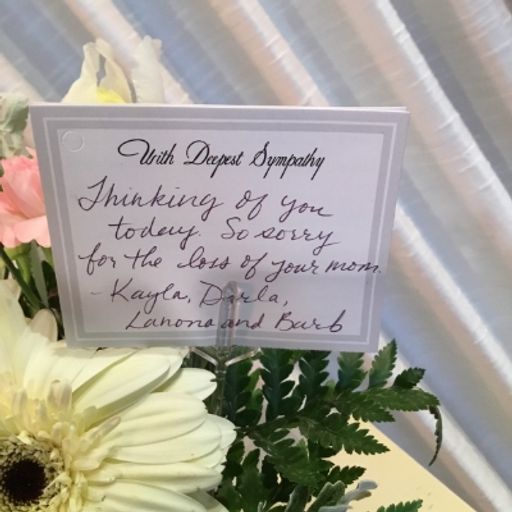 With Deepest Sympathy
Thinking of you
today. So sorry
for the loss of your mom.
- Kayla, Darla,
Lanona and Barb